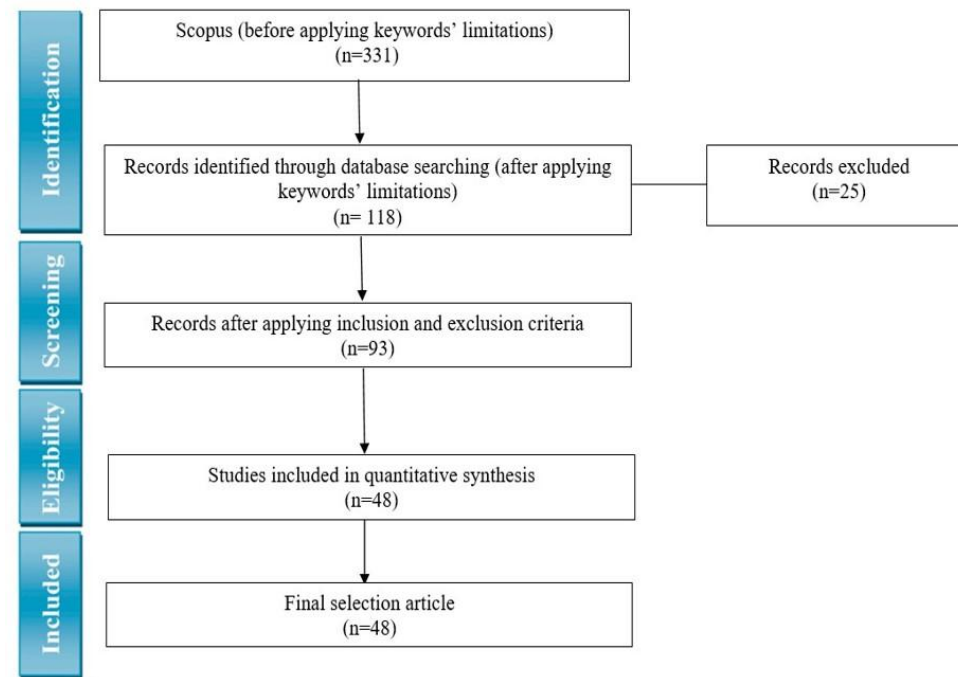 Identification
Scopus (before applying keywords’ limitations)
(n=331)
Records identified through database searching (after applying
keywords’ limitations)
(n= 118)
Records excluded
(n=25)
Screening
Records after applying inclusion and exclusion criteria
(n=93)
Eligibility
Studies included in quantitative synthesis
(n=48)
Included
Final selection article
(n=48)